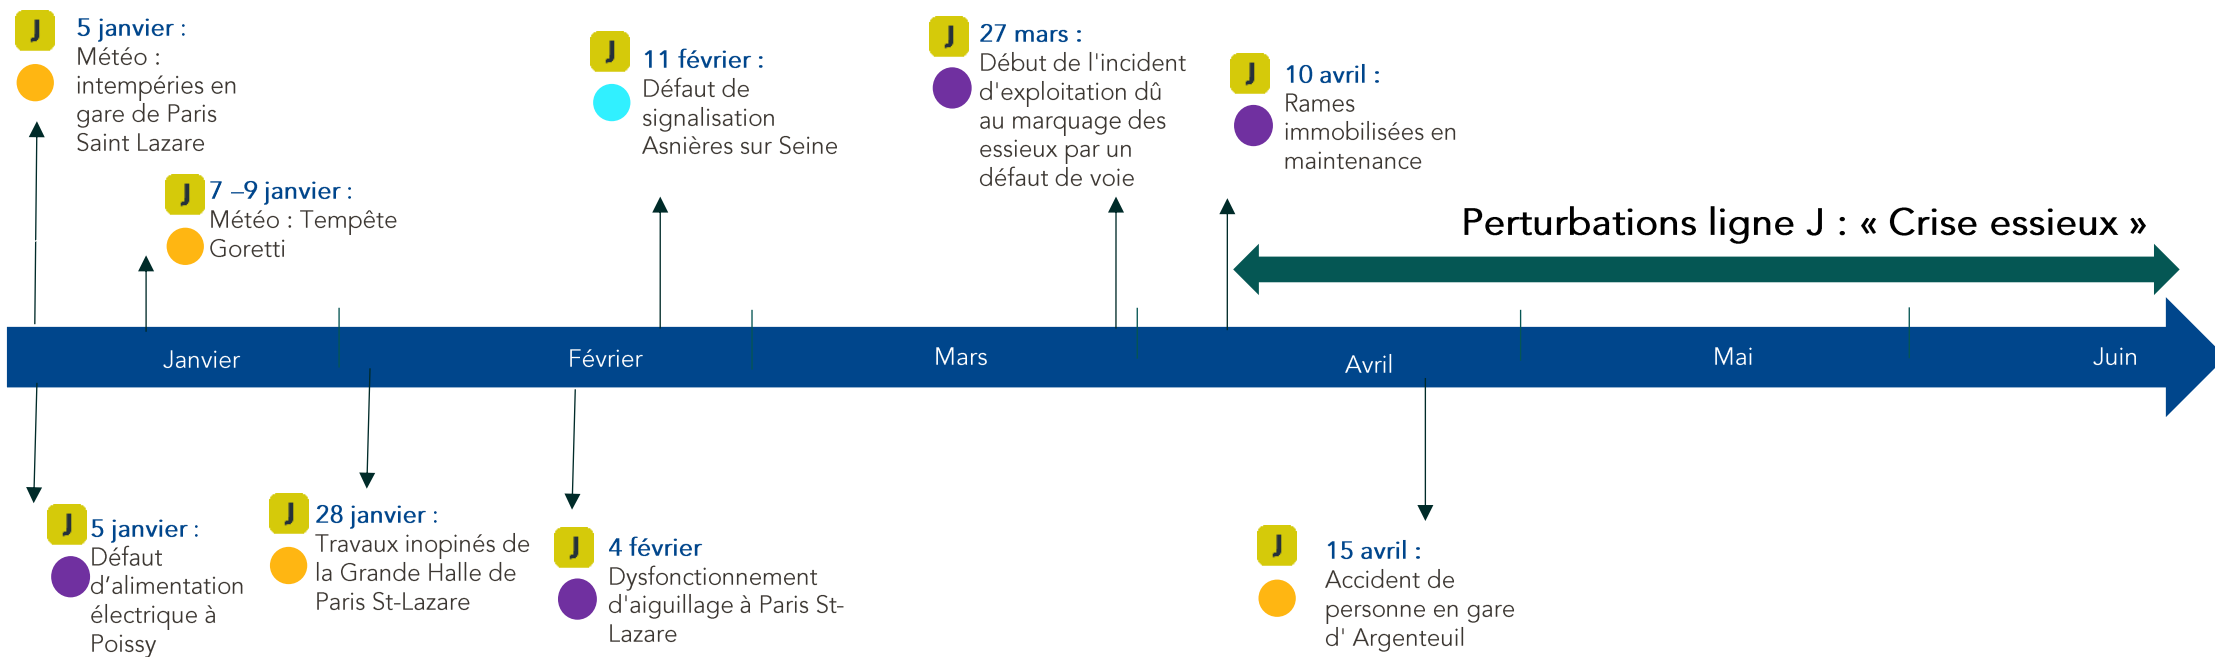 J
5 janvier :
Météo :
intempéries en
gare de Paris
Saint Lazare
J
7 –9 janvier :
Météo : Tempête
Goretti
J
11 février :
Défaut de
signalisation
Asnières sur Seine
J
27 mars :
Début de l'incident
d'exploitation dû
au marquage des
essieux par un
défaut de voie
J
10 avril :
Rames
immobilisées en
maintenance
Perturbations ligne J : « Crise essieux »
Janvier
Février
Mars
Avril
Mai
Juin
J
5 janvier :
Défaut
d’alimentation
électrique à
Poissy
J
28 janvier :
Travaux inopinés de
la Grande Halle de
Paris St-Lazare
J
4 février
Dysfonctionnement
d'aiguillage à Paris St-
Lazare
J
15 avril :
Accident de
personne en gare
d' Argenteuil